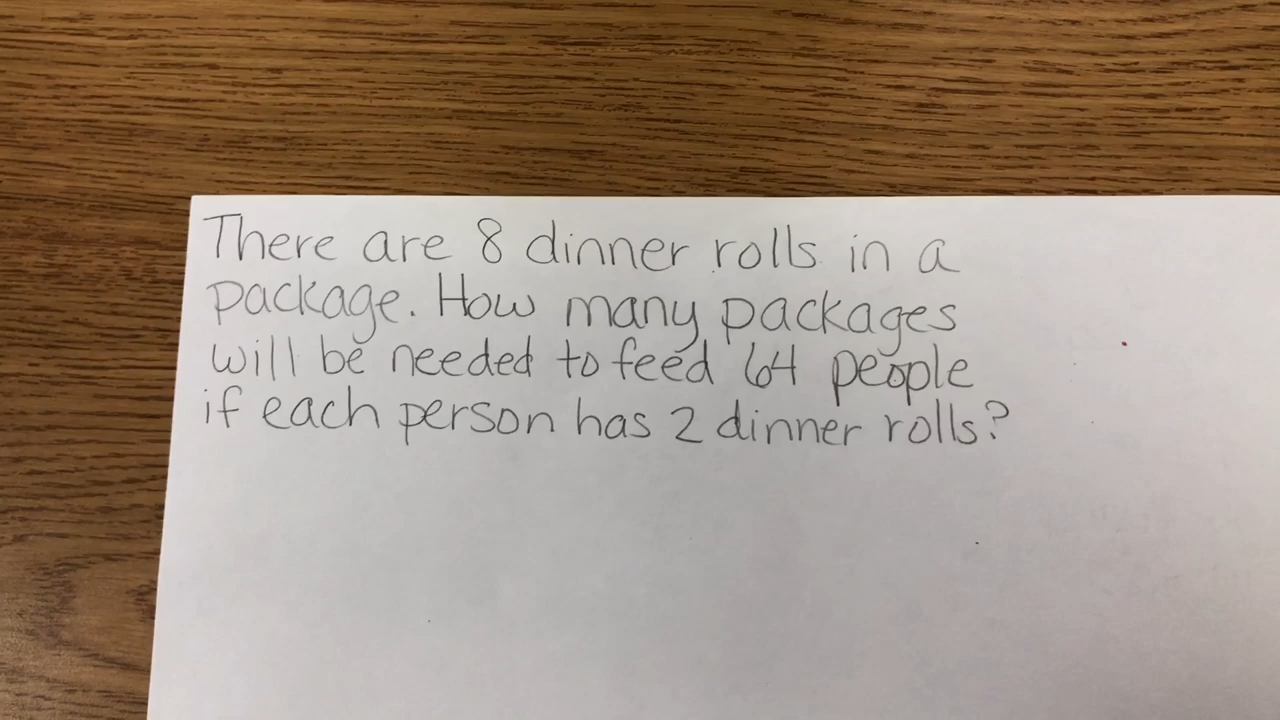 There are 8 dinner rolls in a
package. How many packages
will be needed to feed 64 people
if each person has 2 dinner rolls?